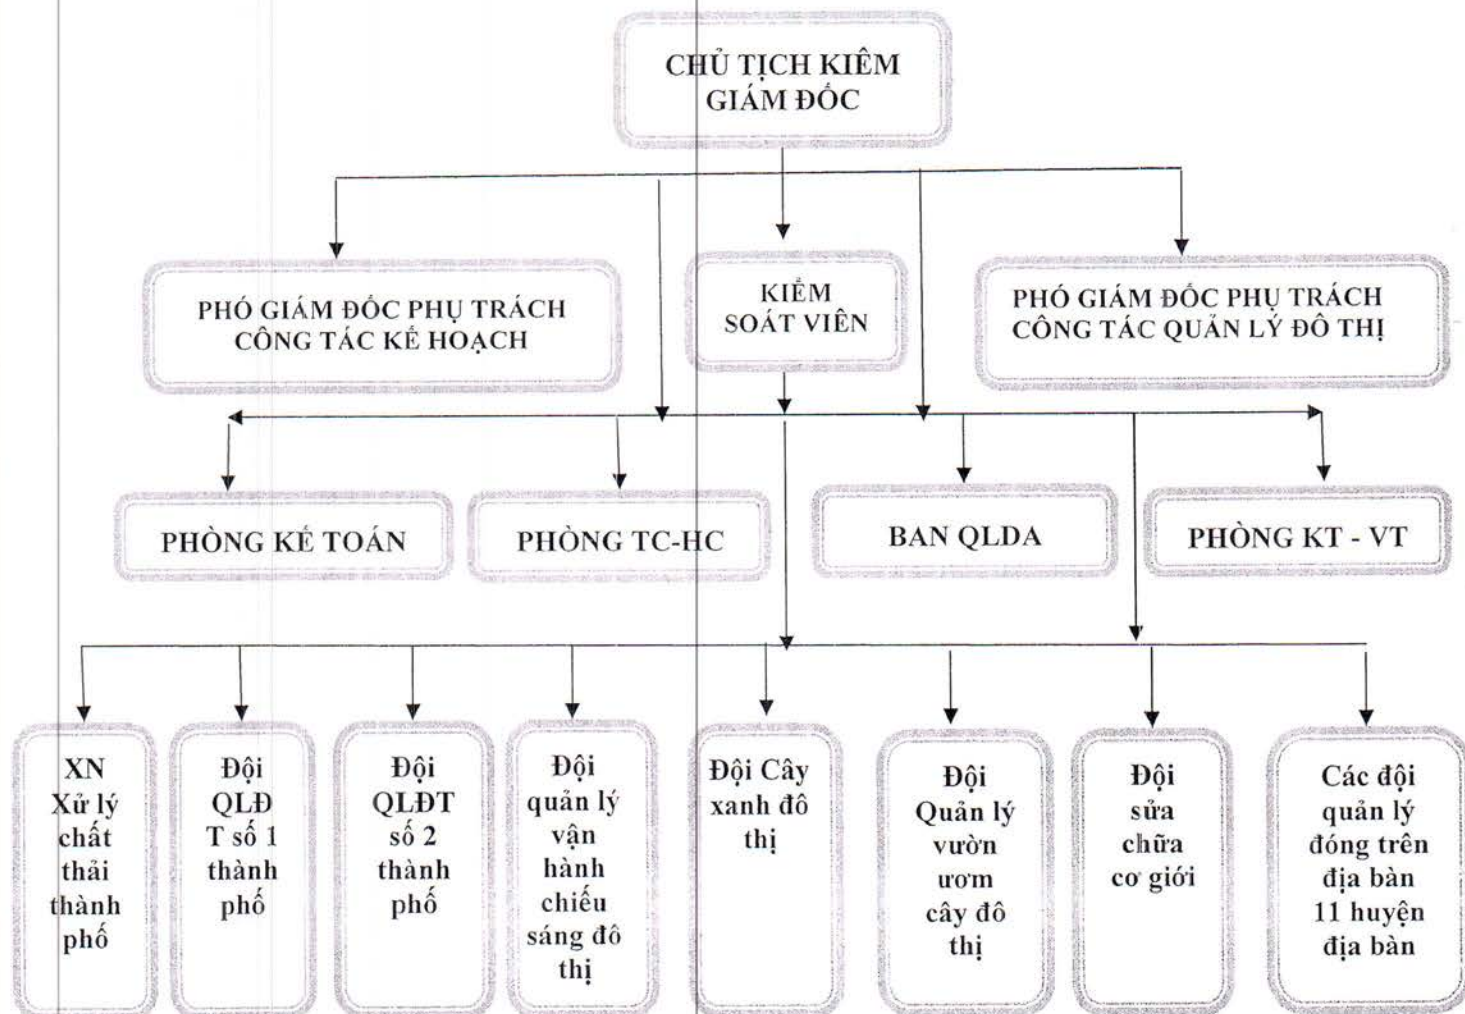 CHỦ TỊCH KIÊM
GIÁM ĐỐC
PHÓ GIÁM ĐỐC PHỤ TRÁCH
CÔNG TÁC KẾ HOẠCH
KIỂM
SOÁT VIÊN
PHÓ GIÁM ĐỐC PHỤ TRÁCH
CÔNG TÁC QUẢN LÝ ĐÔ THỊ
PHÒNG KẾ TOÁN
PHÒNG TC-HC
BAN QLDA
PHÒNG KT - VT
XN
Xử lý
chất
thải
thành
phố
Đội
QLĐ
T số 1
thành
phố
Đội
QLĐT
số 2
thành
phố
Đội
quản lý
vận
hành
chiếu
sáng đô
thị
Đội Cây
xanh đô
thị
Đội
Quản lý
vườn
ươm
cây đô
thị
Đội
sửa
chữa
cơ giới
Các đội
quản lý
đóng trên
địa bàn
11 huyện
địa bàn